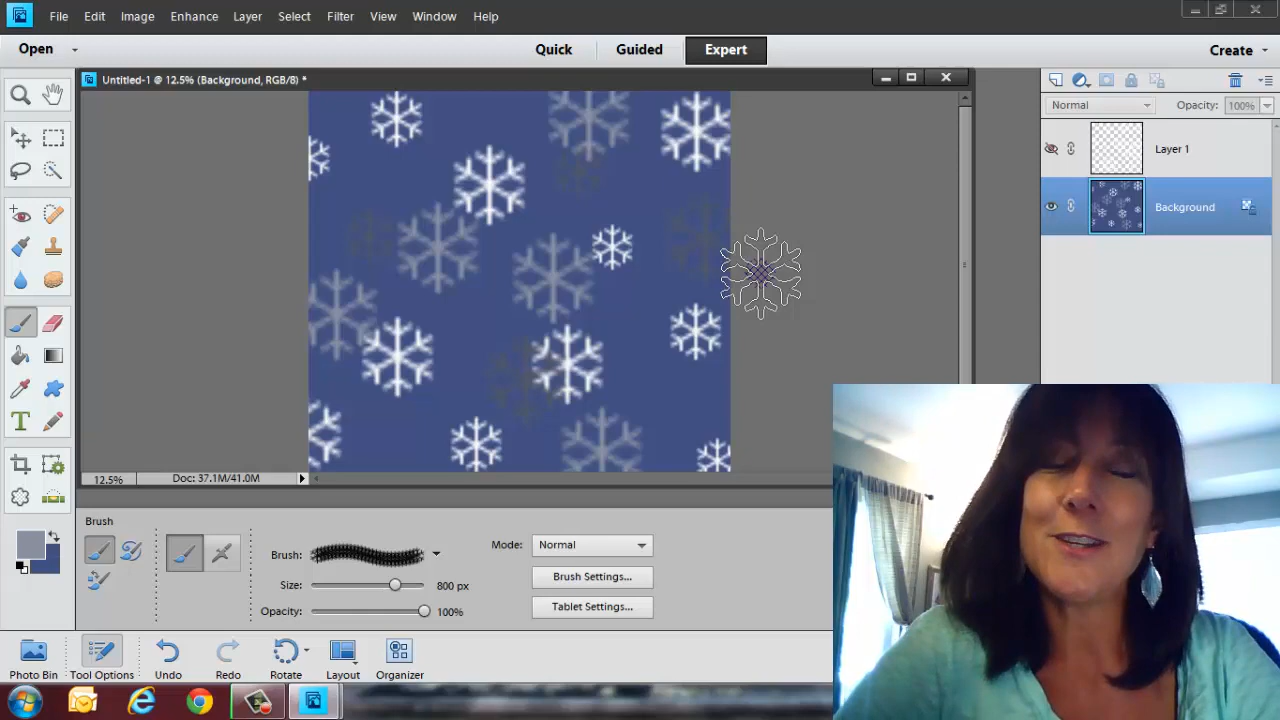 File Edit Image Enhance Layer Select Filter View Window Help
Open Quick Guided Expert Create
Untitled-1 @ 12.5% (Background, RGB/8) *
Normal Opacity: 100%
Layer 1
Background
12.5% Doc: 37.1M/41.0M
Brush
Brush: Mode: Normal
Size: 800 px Brush Settings...
Opacity: 100% Tablet Settings...
Photo Bin Tool Options Undo Redo Rotate Layout Organizer